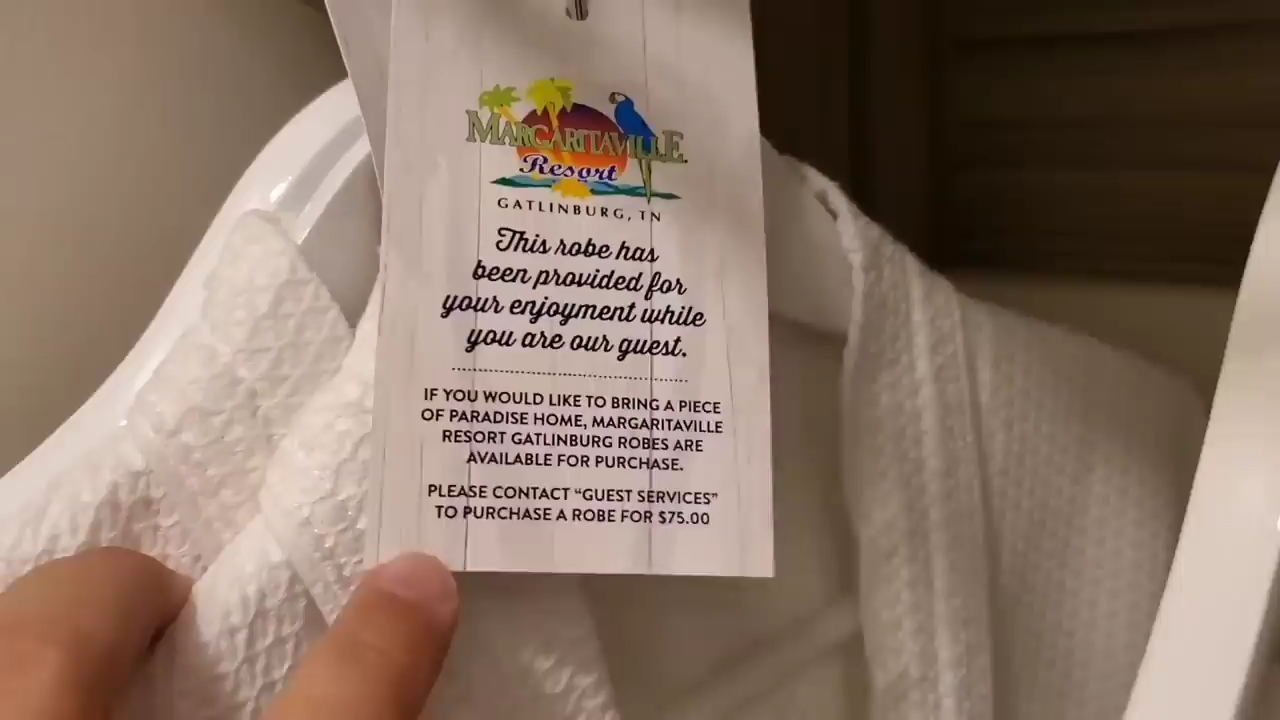 MARGARITAVILLE
Resort
GATLINBURG, TN
This robe has
been provided for
your enjoyment while
you are our guest.
IF YOU WOULD LIKE TO BRING A PIECE
OF PARADISE HOME, MARGARITAVILLE
RESORT GATLINBURG ROBES ARE
AVAILABLE FOR PURCHASE.
PLEASE CONTACT “GUEST SERVICES”
TO PURCHASE A ROBE FOR $75.00